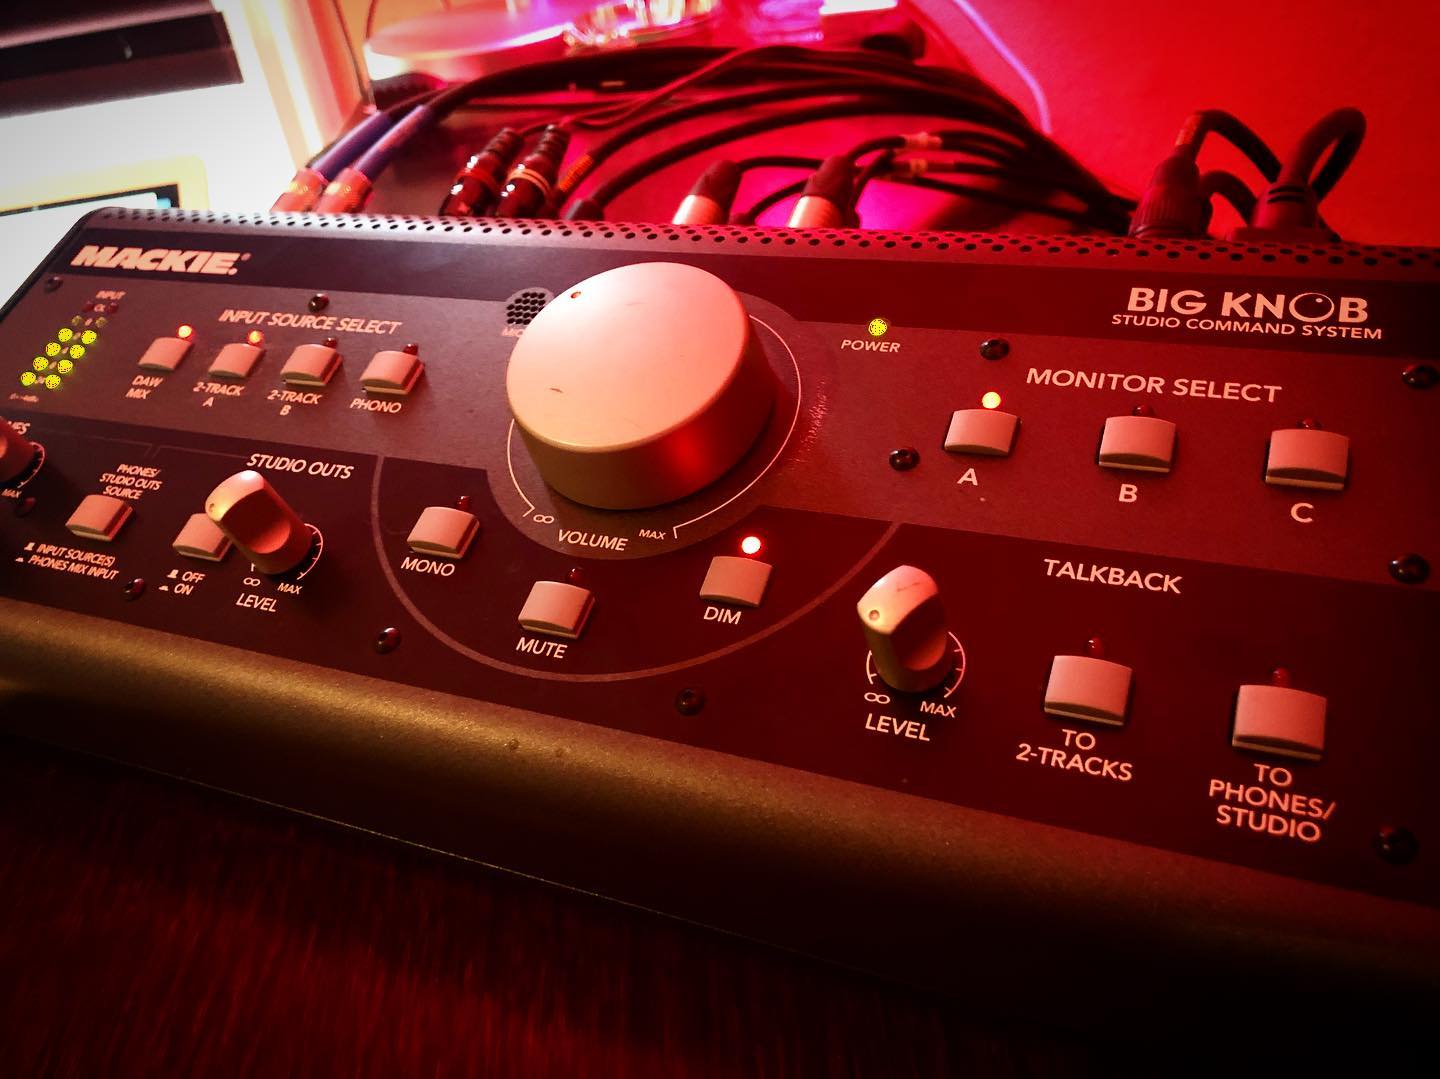 MACKIE.
BIG KNOB
STUDIO COMMAND SYSTEM
INPUT
INPUT SOURCE SELECT
DAW
MIX
2-TRACK
A
2-TRACK
B
PHONO
POWER
MONITOR SELECT
A
B
C
PHONES/
STUDIO OUTS
SOURCE
INPUT SOURCE(S)
PHONES MIX INPUT
MAX
STUDIO OUTS
OFF
ON
∞ MAX
LEVEL
MONO
MUTE
DIM
∞ VOLUME MAX
TALKBACK
∞ MAX
LEVEL
TO
2-TRACKS
TO
PHONES/
STUDIO